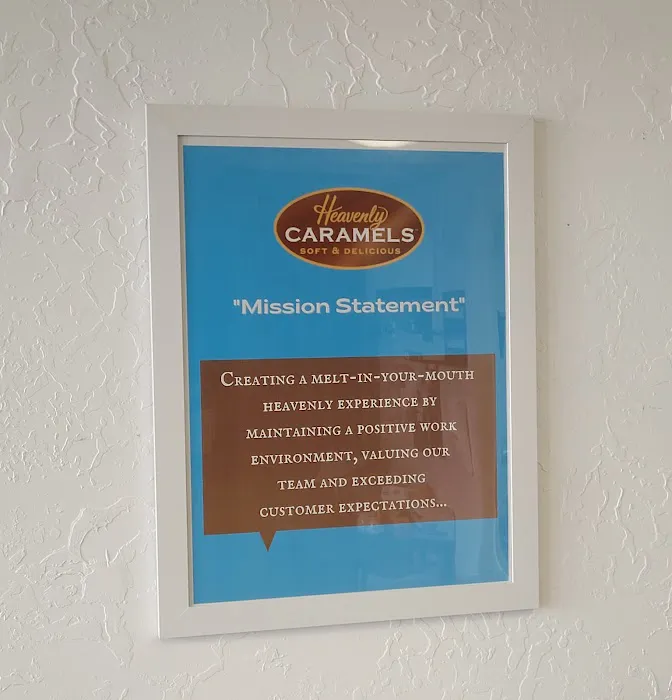 Heavenly
CARAMELS
SOFT & DELICIOUS
"Mission Statement"
CREATING A MELT-IN-YOUR-MOUTH
HEAVENLY EXPERIENCE BY
MAINTAINING A POSITIVE WORK
ENVIRONMENT, VALUING OUR
TEAM AND EXCEEDING
CUSTOMER EXPECTATIONS...